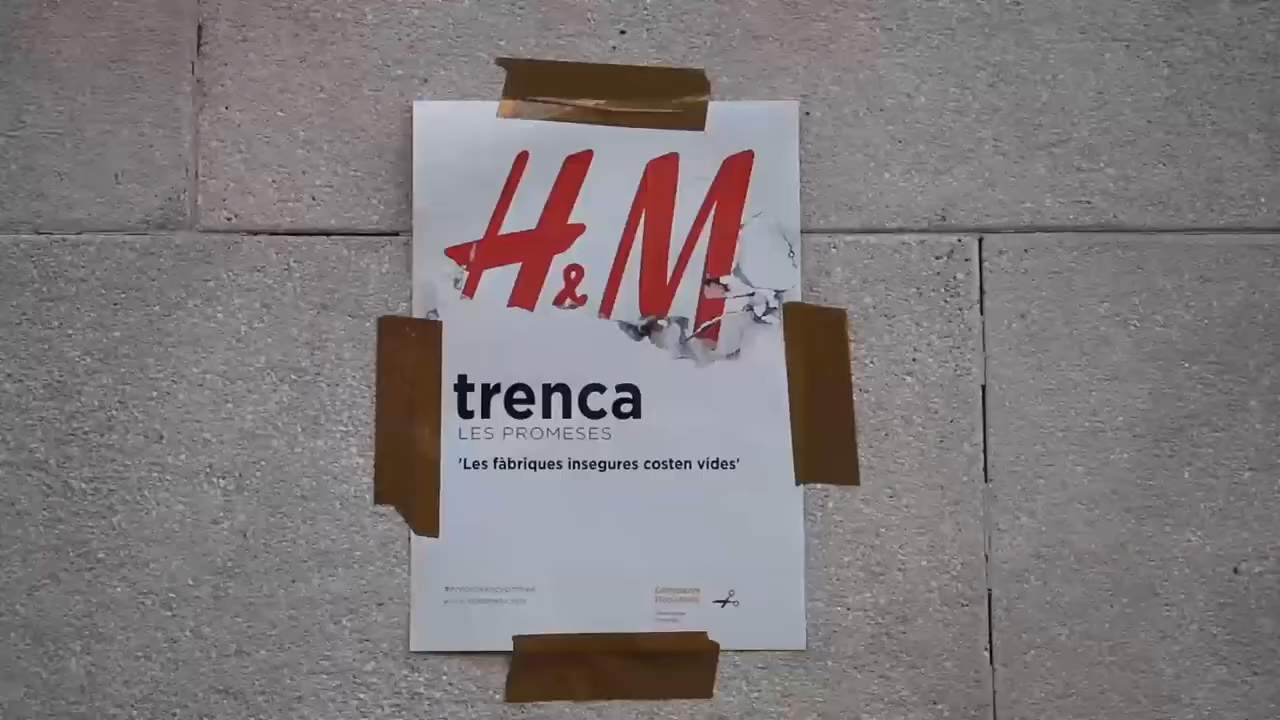 H&M
trenca
LES PROMESES
'Les fàbriques insegures costen vides'